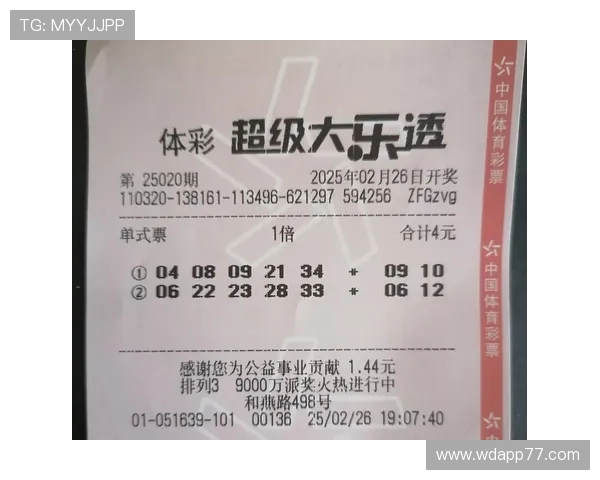 TG: MYYJJPP
体彩 超级大乐透
第 25020期 2025年02月26日开奖
110320-138161-113496-621297 594256 ZFGzvg
单式票 1倍 合计4元
① 04 08 09 21 34 + 09 10
② 06 22 23 28 33 + 06 12
感谢您为公益事业贡献 1.44元
排列3 9000万派奖火热进行中
和燕路498号
01-051639-101 00136 25/02/26 19:07:40
中国体育彩票
中国体育彩票
中国体育彩票
www.wdapp77.com